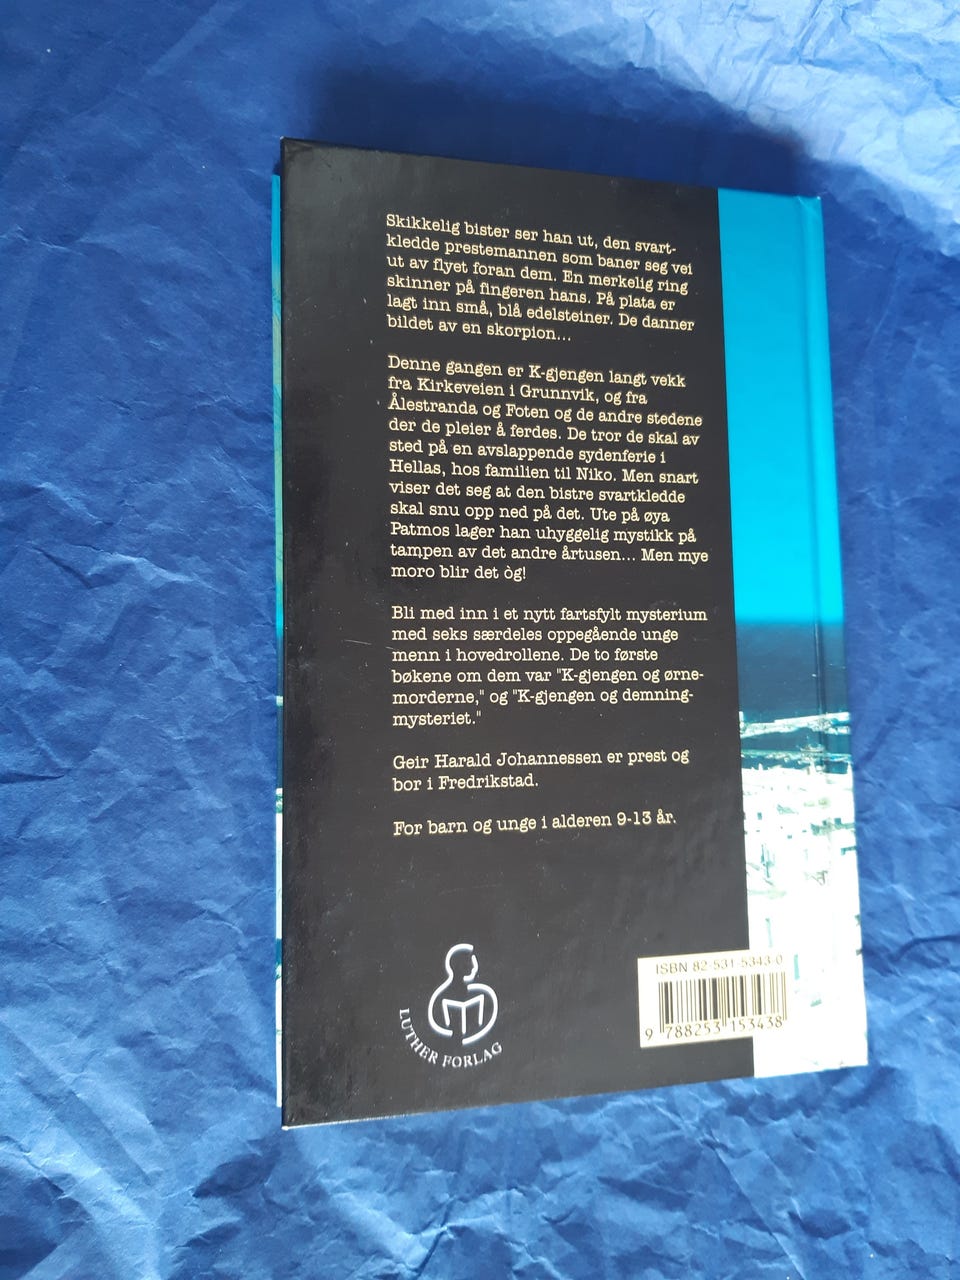 Skikkelig bister ser han ut, den svart-
kledde prestemannen som baner seg vei
ut av flyet foran dem. En merkelig ring
skinner på fingeren hans. På plata er
lagt inn små, blå edelsteiner. De danner
bildet av en skorpion...
Denne gangen er K-gjengen langt vekk
fra Kirkeveien i Grunnvik, og fra
Ålestranda og Foten og de andre stedene
der de pleier å ferdes. De tror de skal av
sted på en avslappende sydenferie i
Hellas, hos familien til Niko. Men snart
viser det seg at den bistre svartkledde
skal snu opp ned på det. Ute på øya
Patmos lager han uhyggelig mystikk på
tampen av det andre årtusen... Men mye
moro blir det òg!
Bli med inn i et nytt fartsfylt mysterium
med seks særdeles oppegående unge
menn i hovedrollene. De to første
bøkene om dem var "K-gjengen og ørne-
morderne," og "K-gjengen og demning-
mysteriet."
Geir Harald Johannessen er prest og
bor i Fredrikstad.
For barn og unge i alderen 9-13 år.
LUTHER FORLAG
ISBN 82-531-5343-0
9 788253 153438